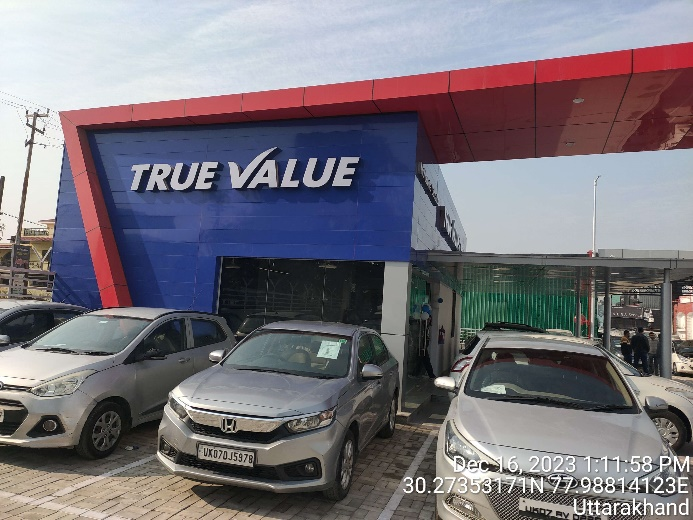 TRUE VALUE
UK07DJ5978
Dec 16, 2023 1:11:58 PM
30.27353171N 77.98814123E
Uttarakhand